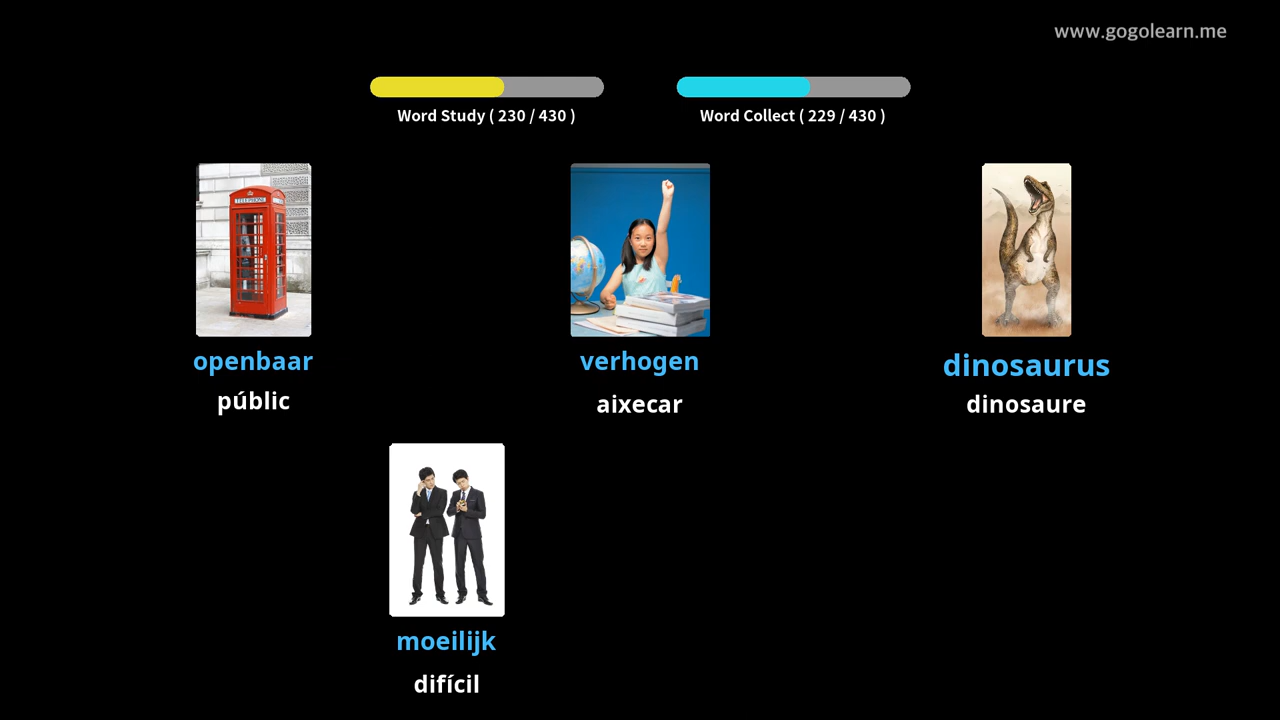 www.gogolearn.me
Word Study ( 230 / 430 )
Word Collect ( 229 / 430 )
TELEPHONE
openbaar
públic
verhogen
aixecar
dinosaurus
dinosaure
moeilijk
difícil